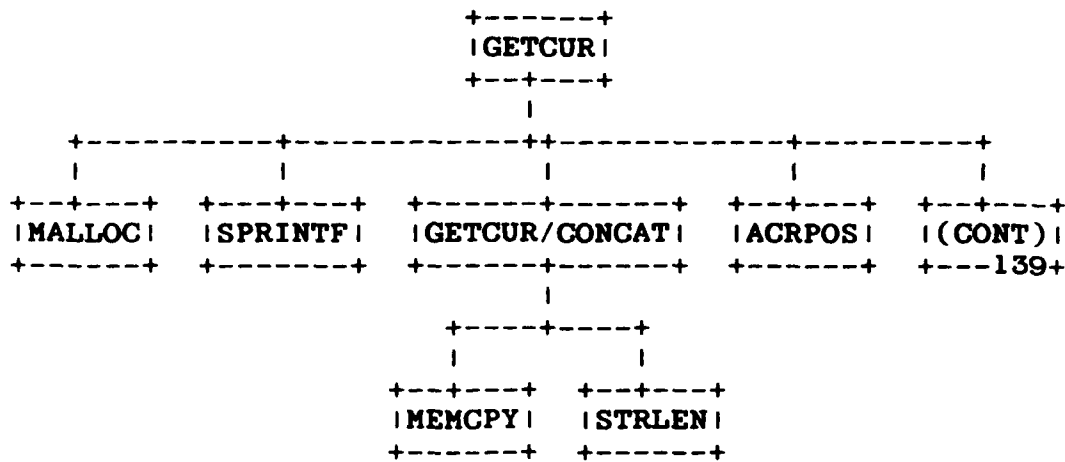 GETCUR
MALLOC SPRINTF GETCUR/CONCAT ACRPOS (CONT)
139
MEMCPY STRLEN